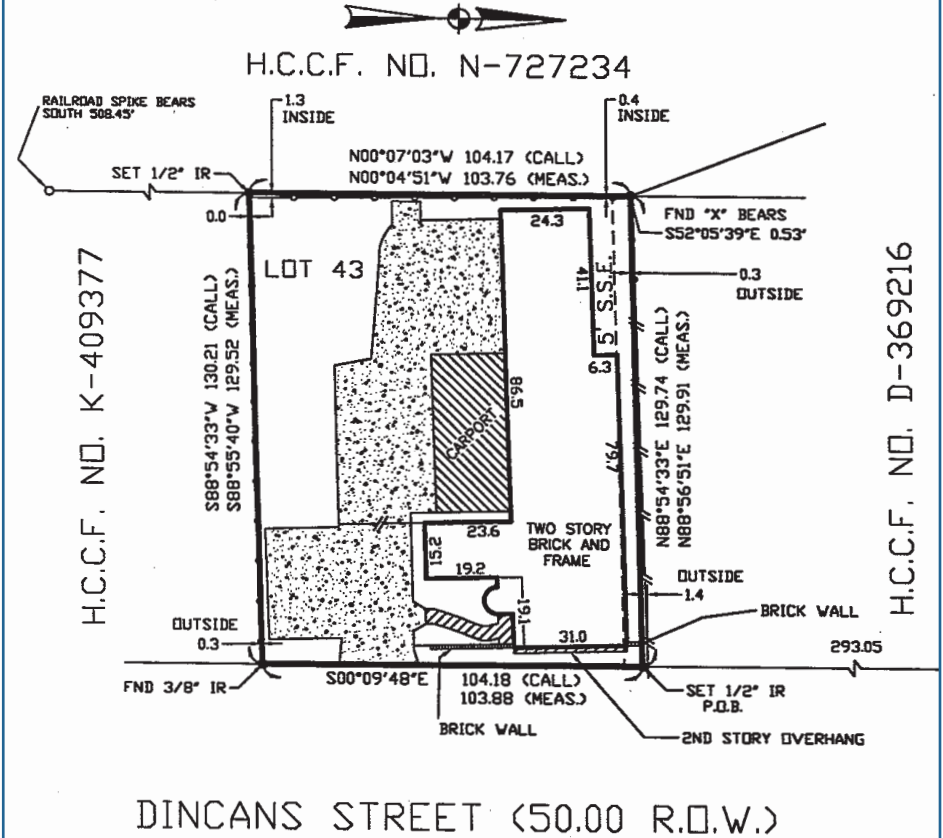 H.C.C.F. NO. N-727234
RAILROAD SPIKE BEARS
SOUTH 508.45'
1.3
INSIDE
0.4
INSIDE
SET 1/2" IR
N00°07'03"W 104.17 (CALL)
N00°04'51"W 103.76 (MEAS.)
0.0
24.3
FND "X" BEARS
S52°05'39"E 0.53'
LOT 43
41.1
5' S.S.E
0.3
OUTSIDE
H.C.C.F. NO. K-409377
S88°54'33"W 130.21 (CALL)
S88°55'40"W 129.52 (MEAS.)
6.3
86.5
CARPORT
79.7
N88°54'33"E 129.74 (CALL)
N88°56'51"E 129.91 (MEAS.)
H.C.C.F. NO. D-369216
23.6
TWO STORY
BRICK AND
FRAME
15.2
19.2
OUTSIDE
1.4
19.1
BRICK WALL
OUTSIDE
0.3
31.0
293.05
FND 3/8" IR
S00°09'48"E
104.18 (CALL)
103.88 (MEAS.)
SET 1/2" IR
P.O.B.
BRICK WALL
2ND STORY OVERHANG
DINCANS STREET (50.00 R.O.W.)